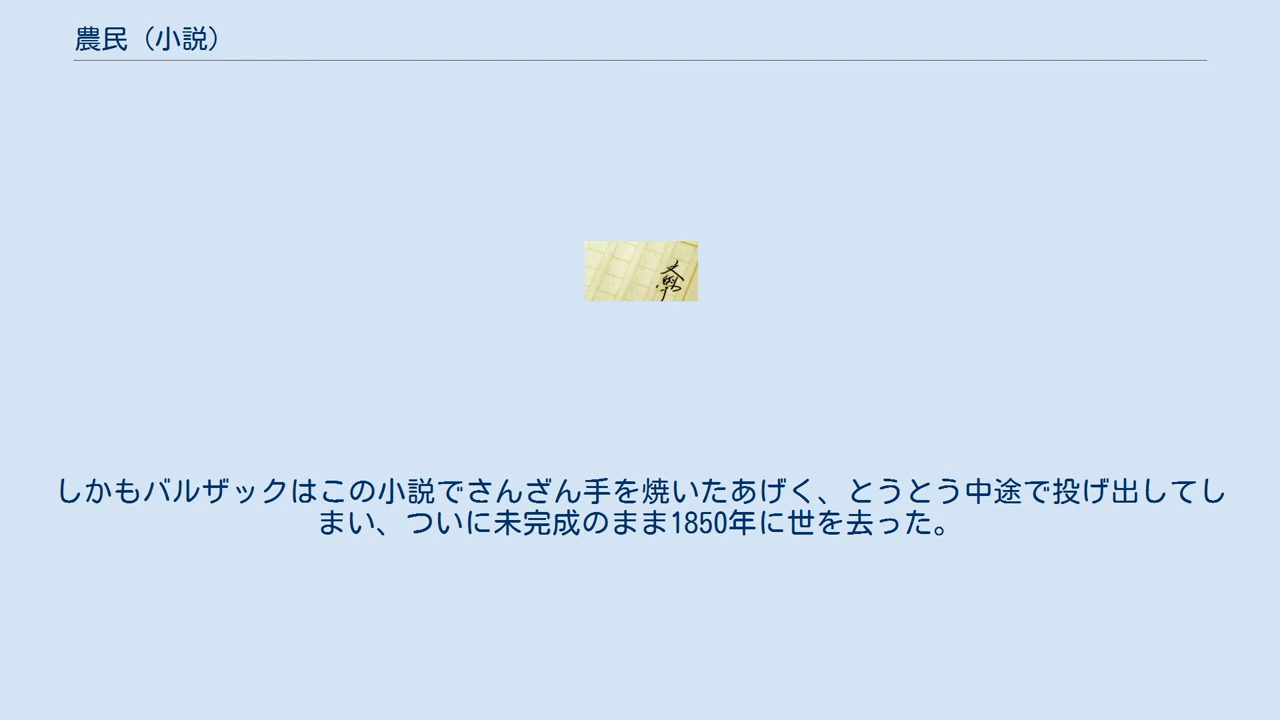 農民（小説）
しかもバルザックはこの小説でさんざん手を焼いたあげく、とうとう中途で投げ出してし
まい、ついに未完成のまま1850年に世を去った。